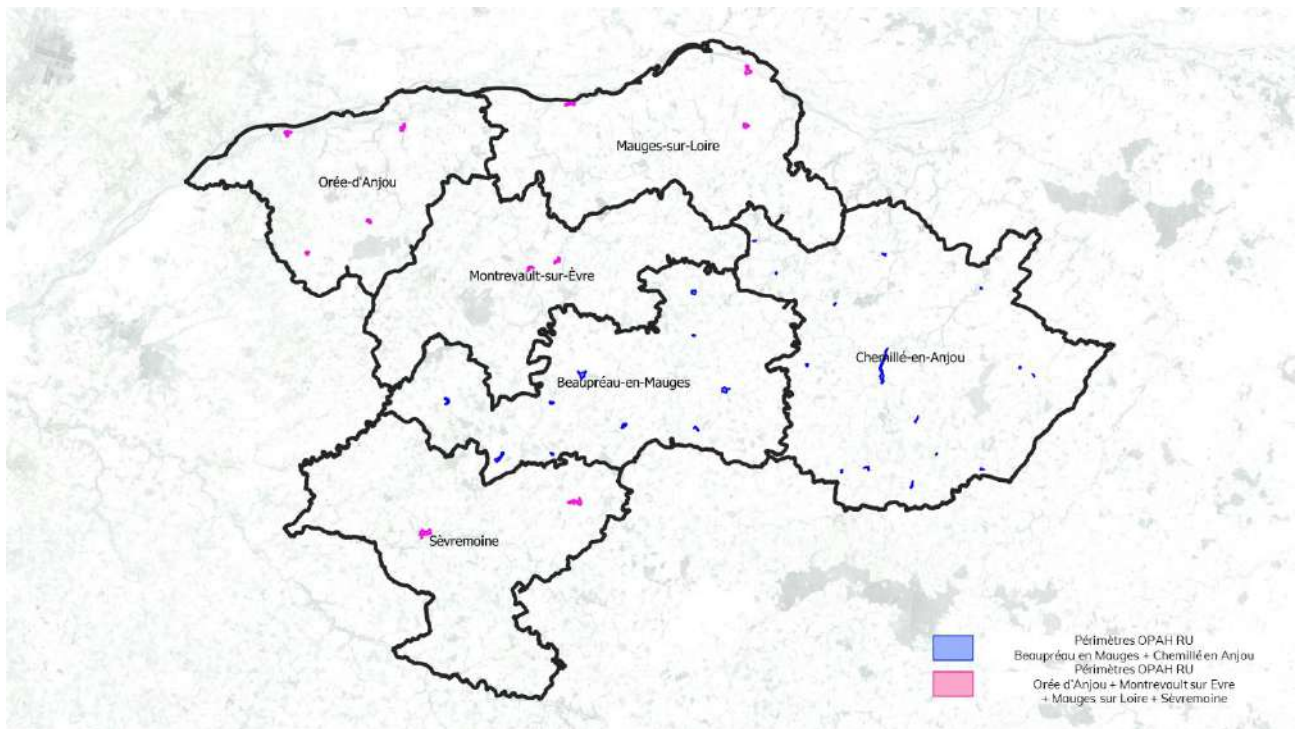 Mauges-sur-Loire
Orée-d'Anjou
Montrevault-sur-Èvre
Chemillé-en-Anjou
Beaupréau-en-Mauges
Sèvremoine
Périmètres OPAH RU
Beaupréau en Mauges + Chemillé en Anjou
Périmètres OPAH RU
Orée d'Anjou + Montrevault sur Evre
+ Mauges sur Loire + Sèvremoine